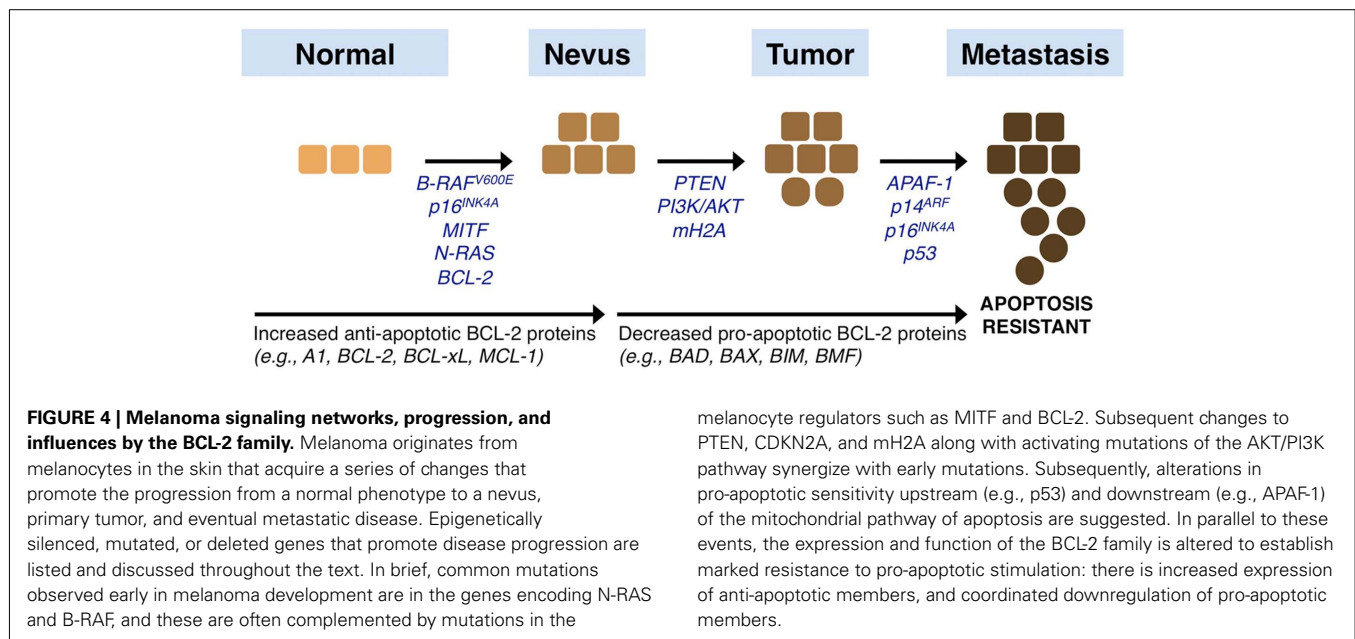 Normal
Nevus
Tumor
Metastasis
B-RAFV600E
p16INK4A
MITF
N-RAS
BCL-2
PTEN
PI3K/AKT
mH2A
APAF-1
p14ARF
p16INK4A
p53
APOPTOSIS
RESISTANT
Increased anti-apoptotic BCL-2 proteins
(e.g., A1, BCL-2, BCL-xL, MCL-1)
Decreased pro-apoptotic BCL-2 proteins
(e.g., BAD, BAX, BIM, BMF)
FIGURE 4 | Melanoma signaling networks, progression, and
influences by the BCL-2 family. Melanoma originates from
melanocytes in the skin that acquire a series of changes that
promote the progression from a normal phenotype to a nevus,
primary tumor, and eventual metastatic disease. Epigenetically
silenced, mutated, or deleted genes that promote disease progression are
listed and discussed throughout the text. In brief, common mutations
observed early in melanoma development are in the genes encoding N-RAS
and B-RAF, and these are often complemented by mutations in the
melanocyte regulators such as MITF and BCL-2. Subsequent changes to
PTEN, CDKN2A, and mH2A along with activating mutations of the AKT/PI3K
pathway synergize with early mutations. Subsequently, alterations in
pro-apoptotic sensitivity upstream (e.g., p53) and downstream (e.g., APAF-1)
of the mitochondrial pathway of apoptosis are suggested. In parallel to these
events, the expression and function of the BCL-2 family is altered to establish
marked resistance to pro-apoptotic stimulation: there is increased expression
of anti-apoptotic members, and coordinated downregulation of pro-apoptotic
members.